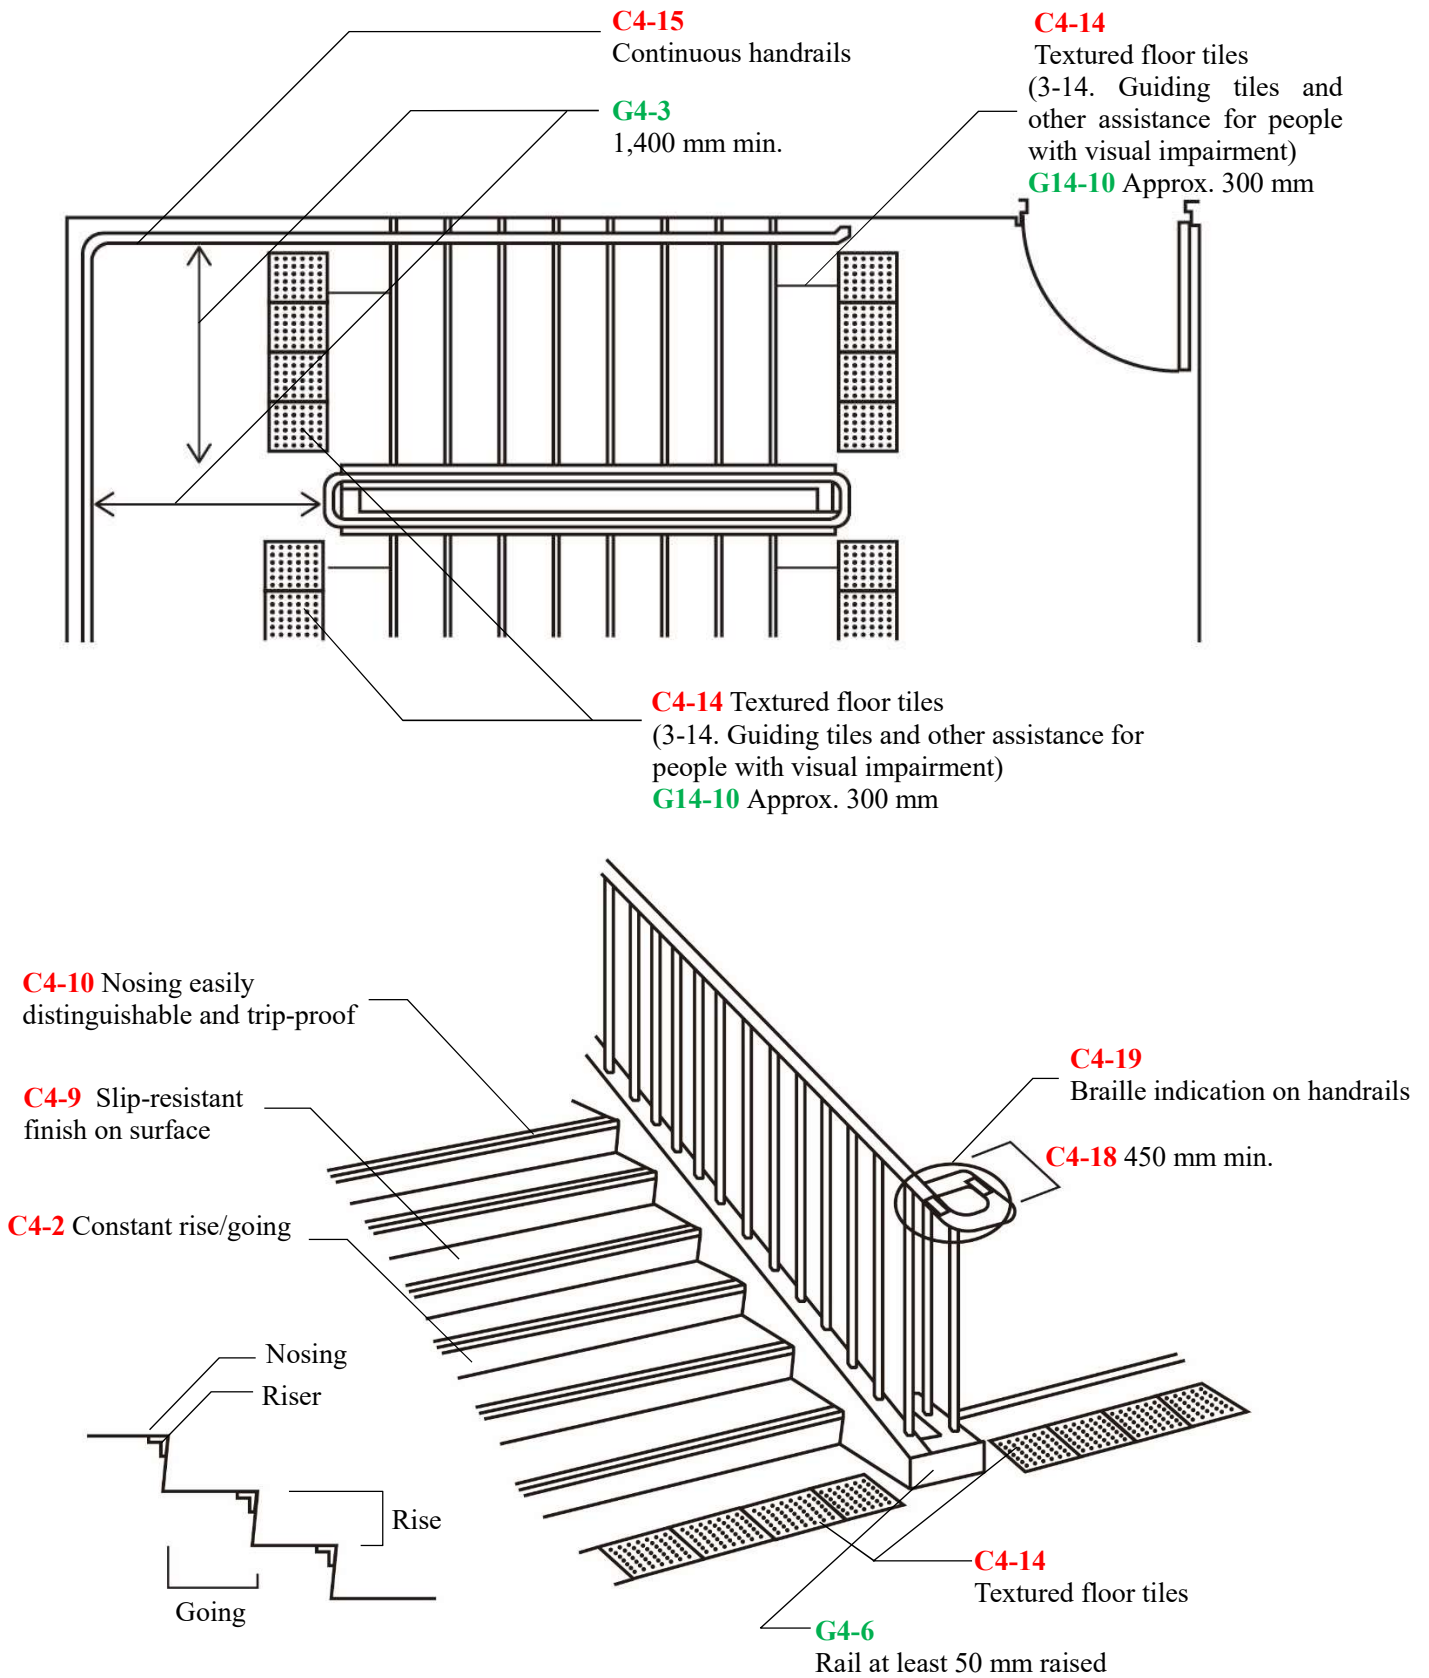 C4-15
Continuous handrails
G4-3
1,400 mm min.
C4-14
Textured floor tiles
(3-14. Guiding tiles and
other assistance for people
with visual impairment)
G14-10 Approx. 300 mm
C4-14 Textured floor tiles
(3-14. Guiding tiles and other assistance for
people with visual impairment)
G14-10 Approx. 300 mm
C4-10 Nosing easily
distinguishable and trip-proof
C4-9 Slip-resistant
finish on surface
C4-2 Constant rise/going
C4-19
Braille indication on handrails
C4-18 450 mm min.
Nosing
Riser
Rise
Going
C4-14
Textured floor tiles
G4-6
Rail at least 50 mm raised